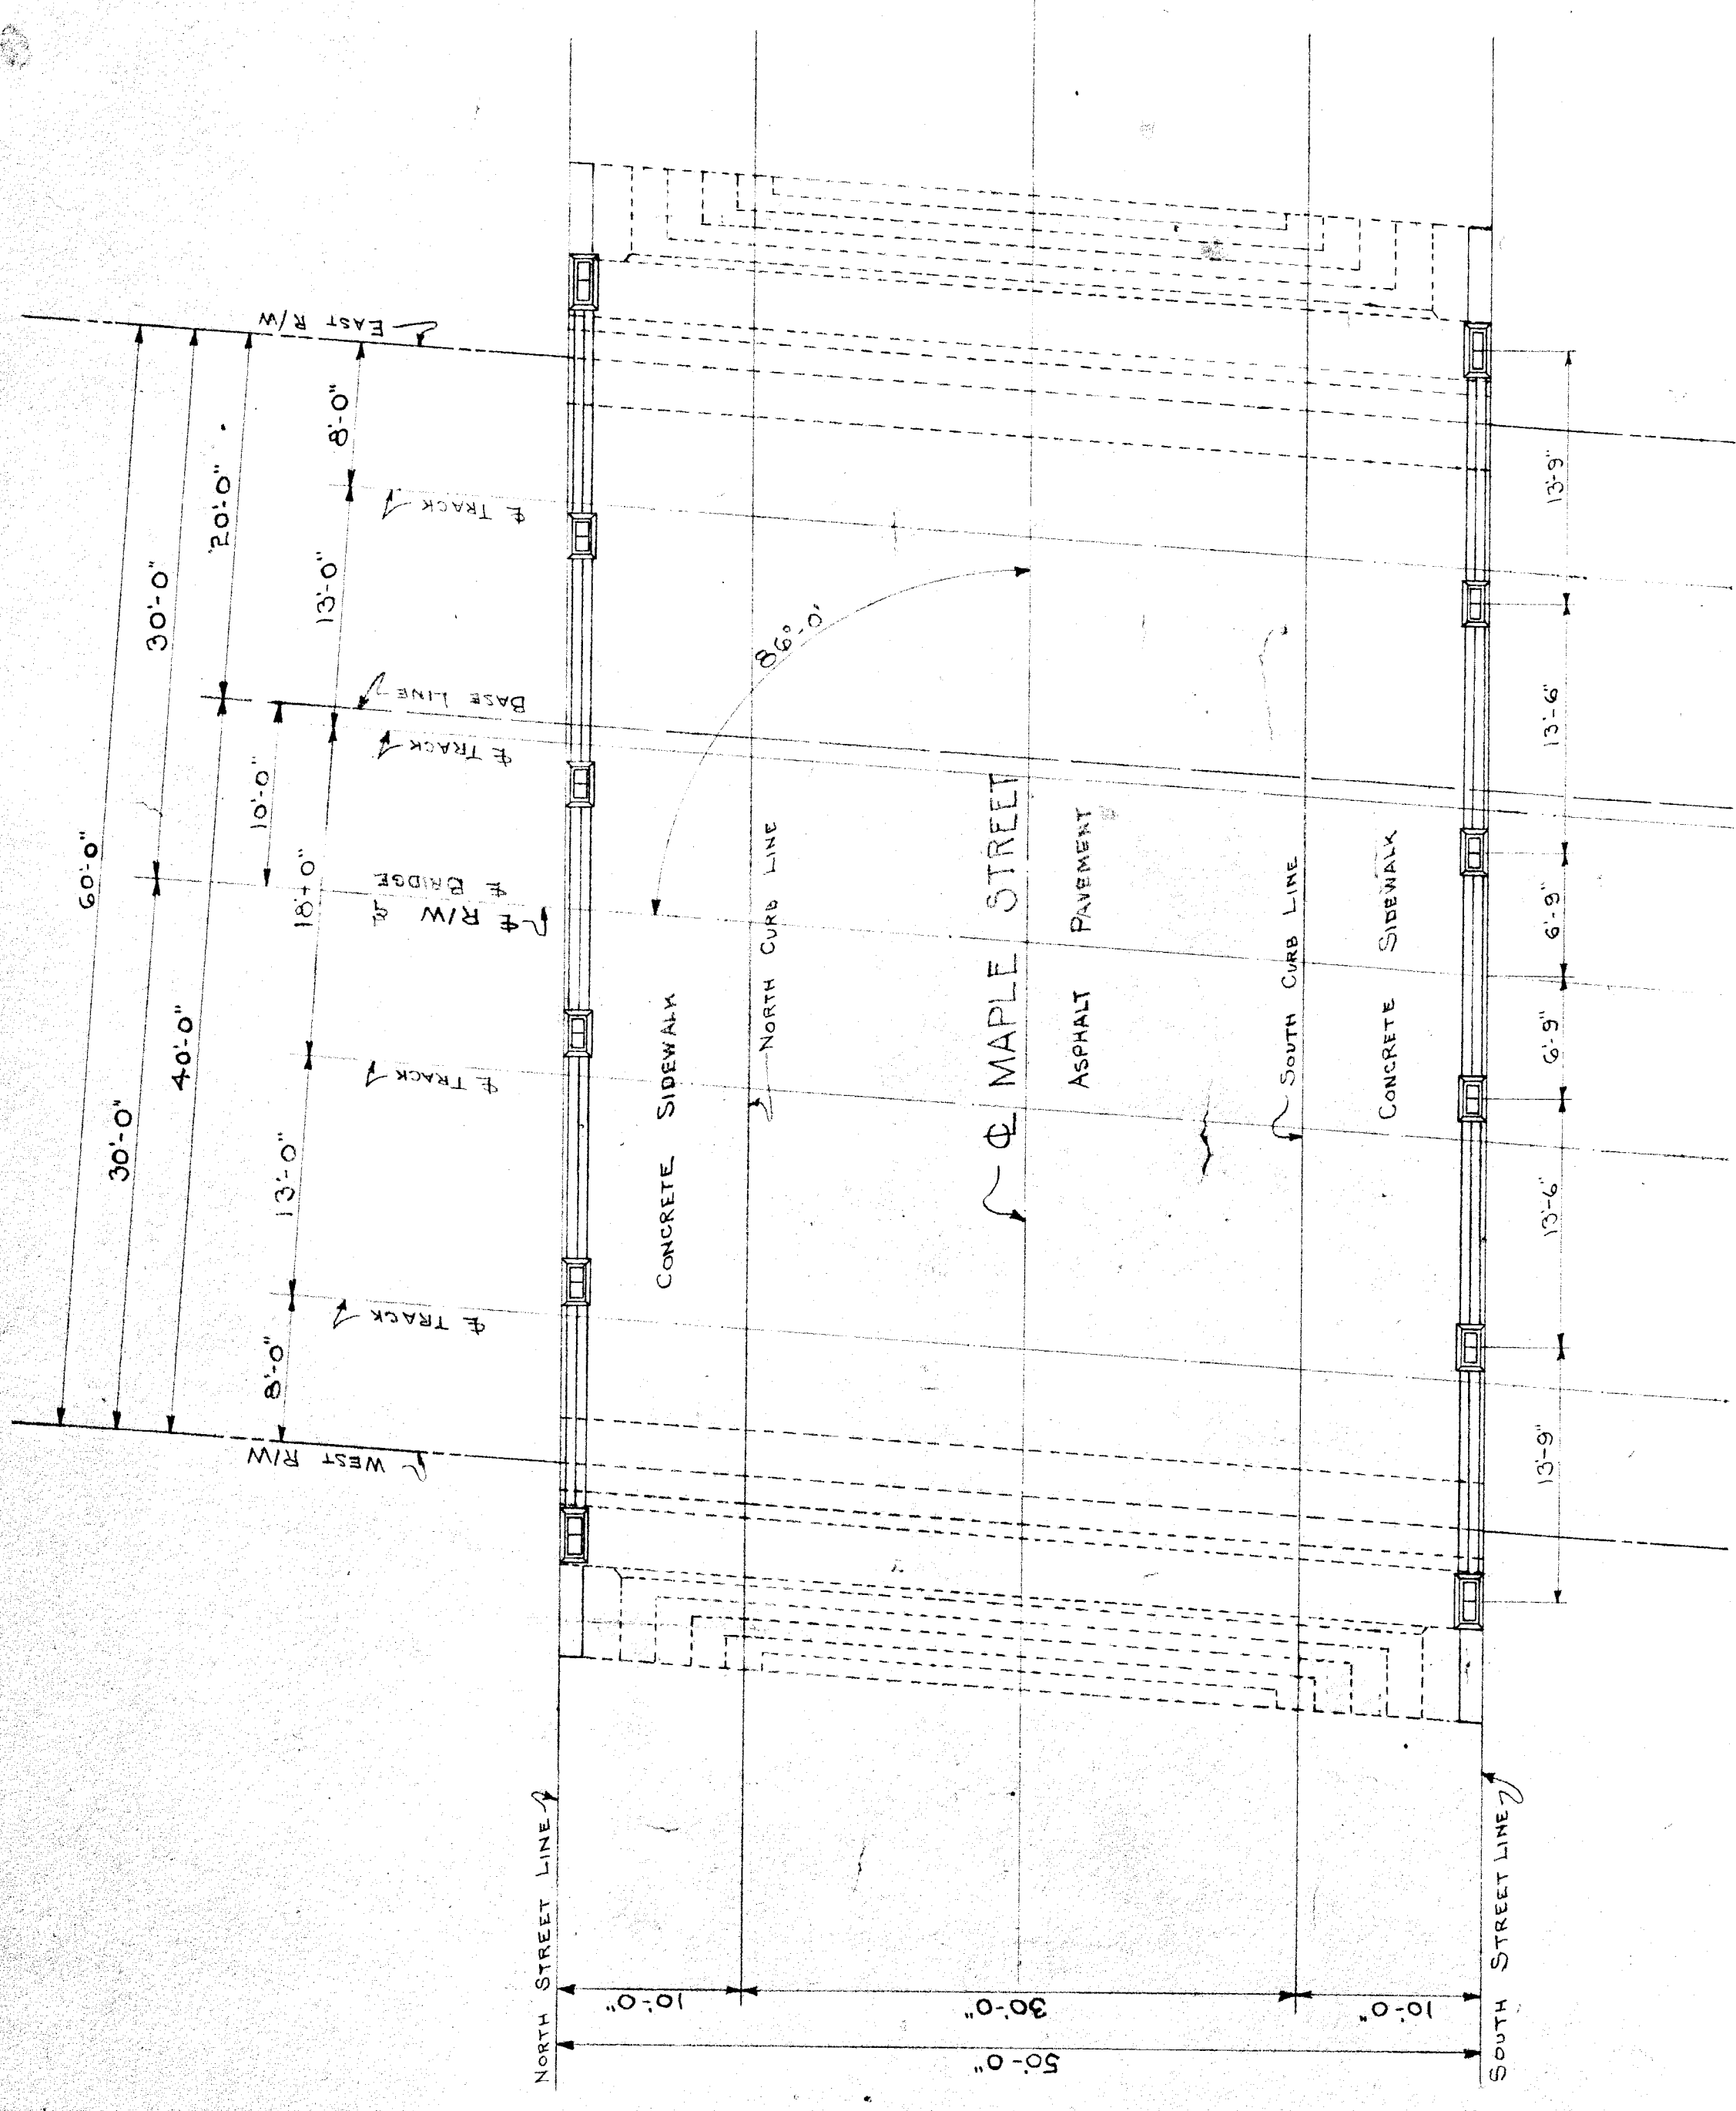 EAST R/W
60'-0"
30'-0"
20'-0"
8'-0"
℄ TRACK
13'-0"
BASE LINE
℄ TRACK
10'-0"
℄ BRIDGE
or
℄ R/W
18'-0"
40'-0"
30'-0"
℄ TRACK
13'-0"
℄ TRACK
8'-0"
WEST R/W
86°-0'
CONCRETE SIDEWALK
NORTH CURB LINE
℄ MAPLE STREET
ASPHALT PAVEMENT
SOUTH CURB LINE
CONCRETE SIDEWALK
13'-9"
13'-6"
6'-9"
6'-9"
13'-6"
13'-9"
NORTH STREET LINE
10'-0"
30'-0"
10'-0"
50'-0"
SOUTH STREET LINE